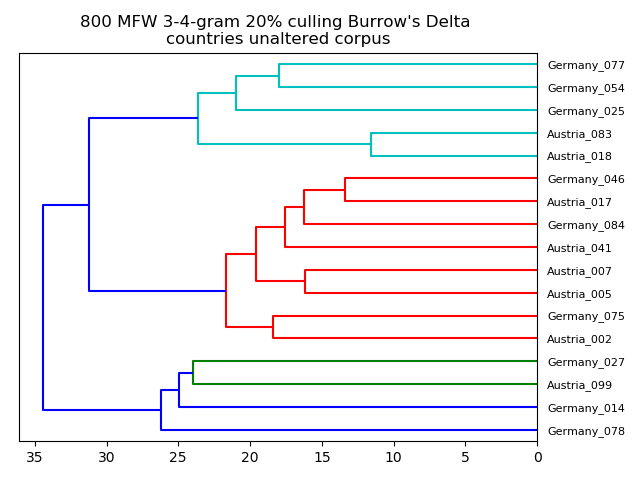 800 MFW 3-4-gram 20% culling Burrow's Delta
countries unaltered corpus
Germany_077
Germany_054
Germany_025
Austria_083
Austria_018
Germany_046
Austria_017
Germany_084
Austria_041
Austria_007
Austria_005
Germany_075
Austria_002
Germany_027
Austria_099
Germany_014
Germany_078
35 30 25 20 15 10 5 0